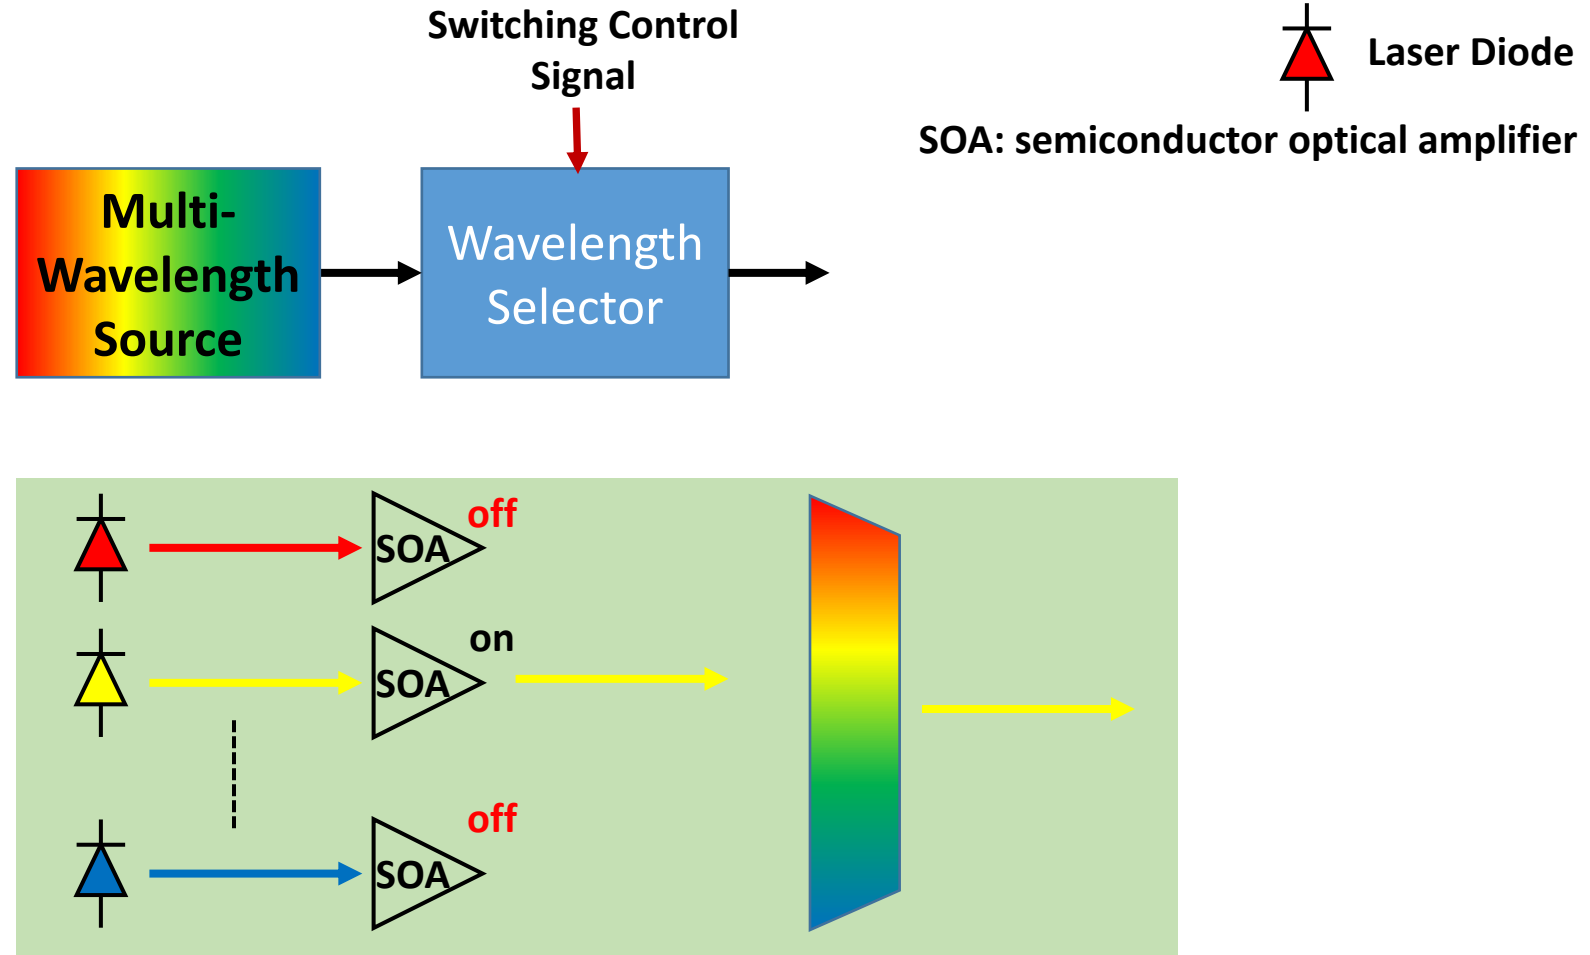 Switching Control
Signal
Laser Diode
SOA: semiconductor optical amplifier
Multi-
Wavelength
Source
Wavelength
Selector
SOA
off
SOA
on
SOA
off